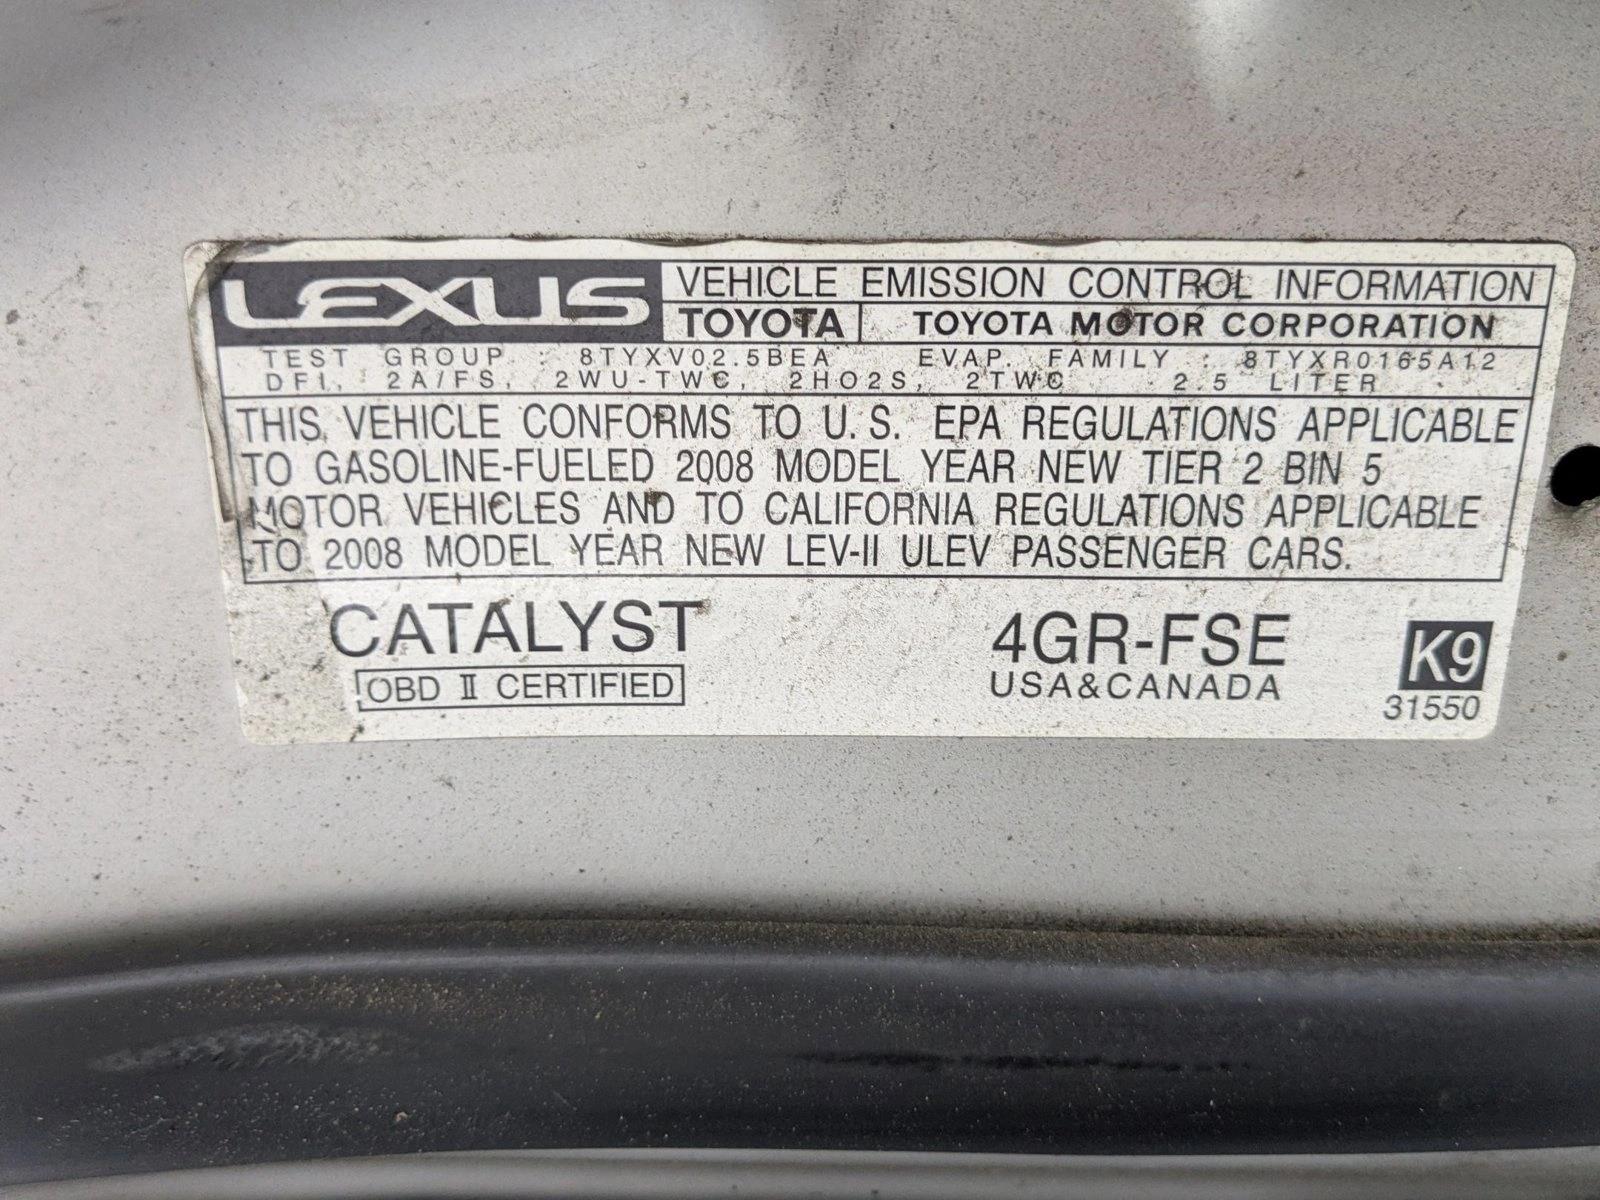 LEXUS VEHICLE EMISSION CONTROL INFORMATION
TOYOTA TOYOTA MOTOR CORPORATION
TEST GROUP : 8TYXV02.5BEA EVAP. FAMILY : 8TYXR0165A12
DFI, 2A/FS, 2WU-TWC, 2HO2S, 2TWC 2.5 LITER
THIS VEHICLE CONFORMS TO U.S. EPA REGULATIONS APPLICABLE
TO GASOLINE-FUELED 2008 MODEL YEAR NEW TIER 2 BIN 5
MOTOR VEHICLES AND TO CALIFORNIA REGULATIONS APPLICABLE
TO 2008 MODEL YEAR NEW LEV-II ULEV PASSENGER CARS.
CATALYST 4GR-FSE K9
OBD II CERTIFIED USA&CANADA 31550